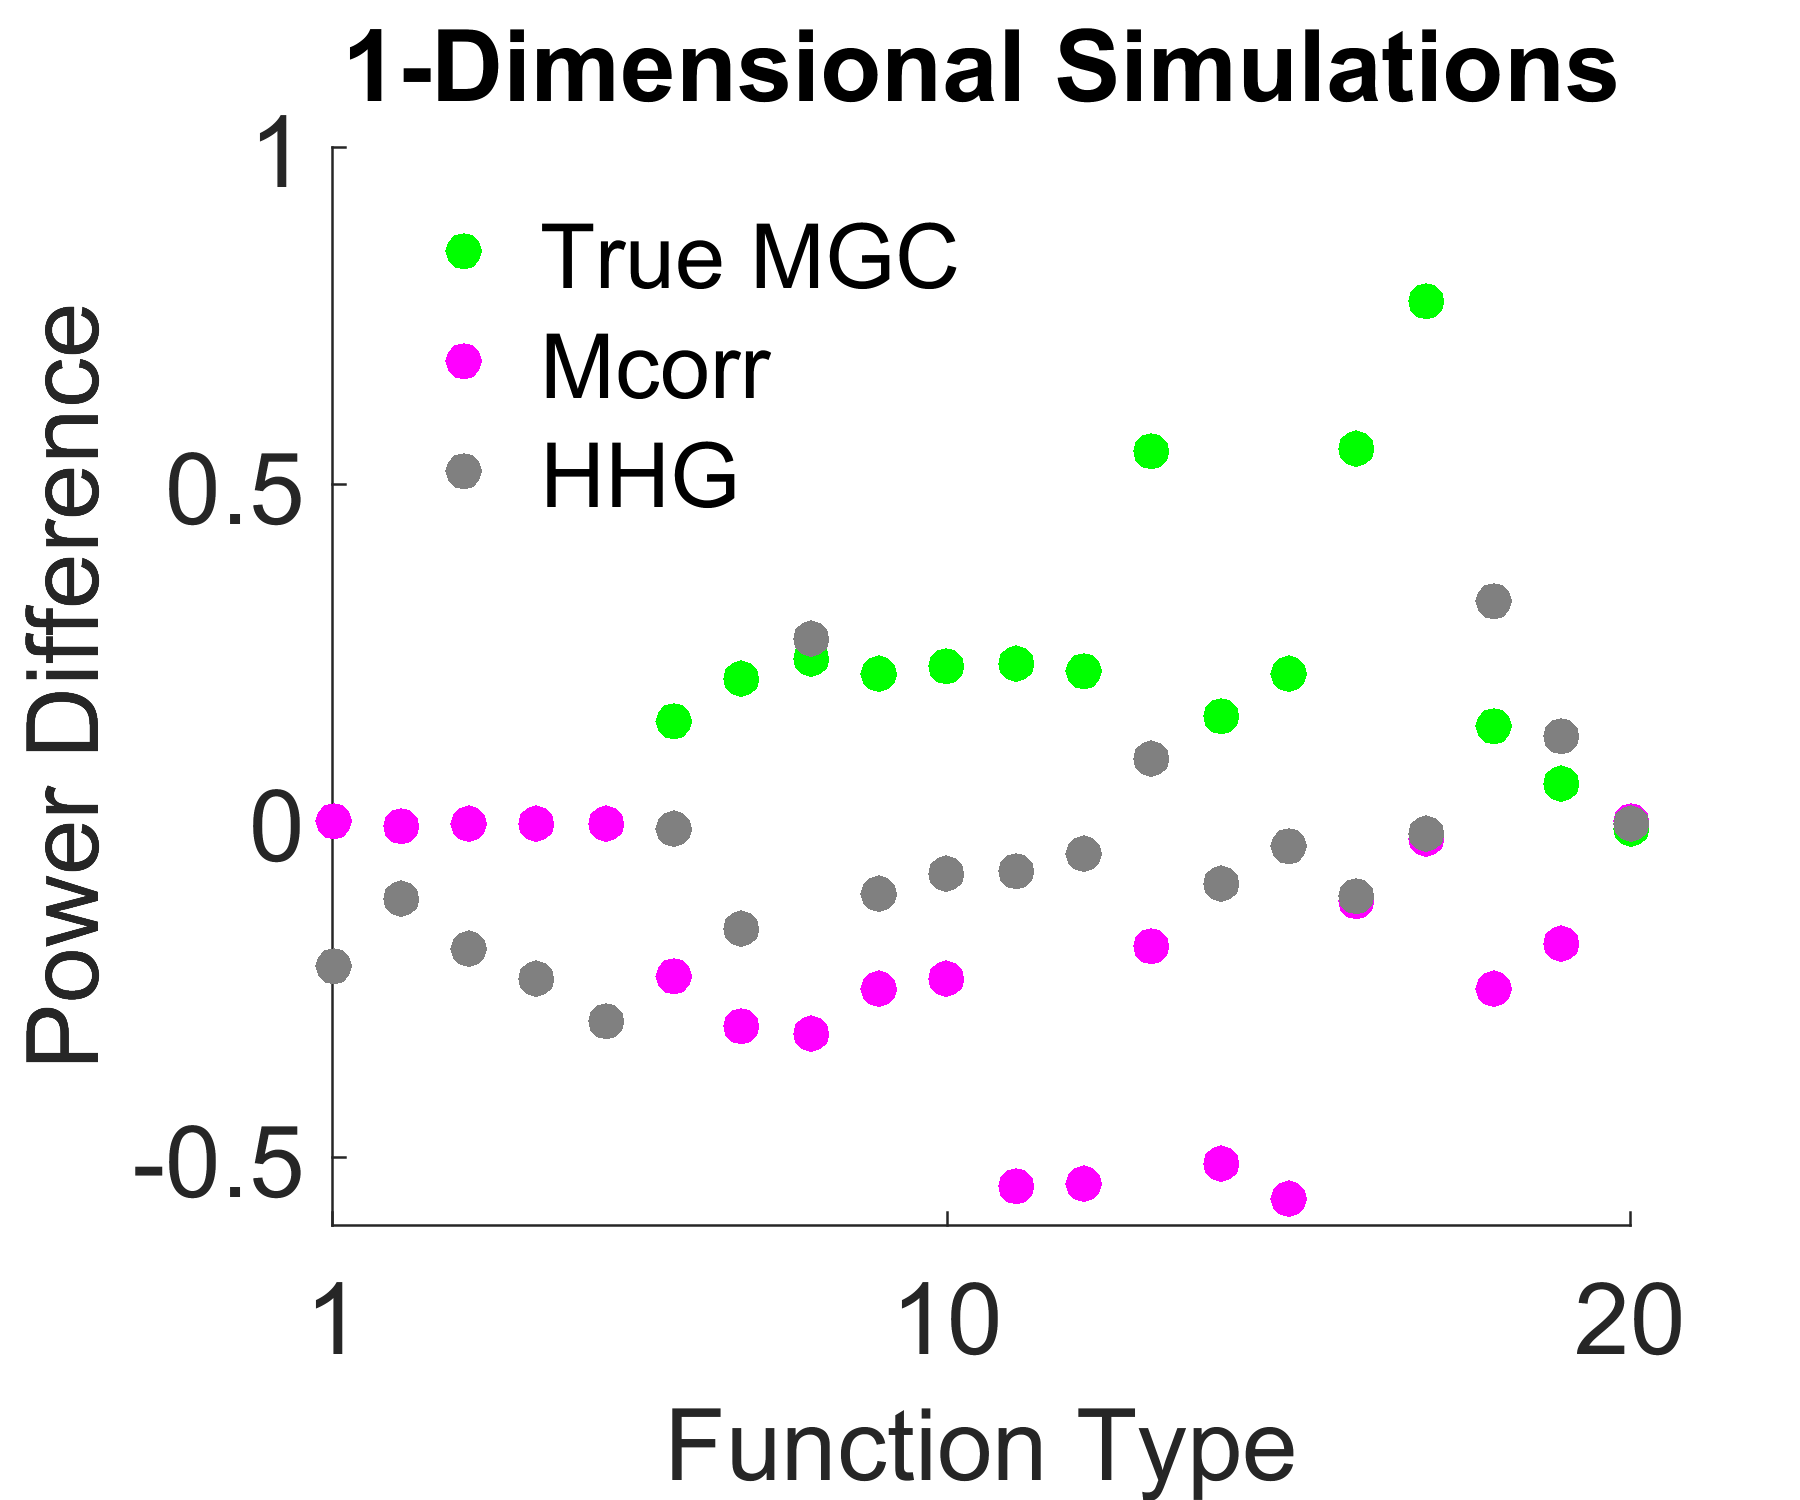 1-Dimensional Simulations
1
True MGC
Mcorr
0.5
HHG
0
-0.5
Power Difference
1
10
20
Function Type